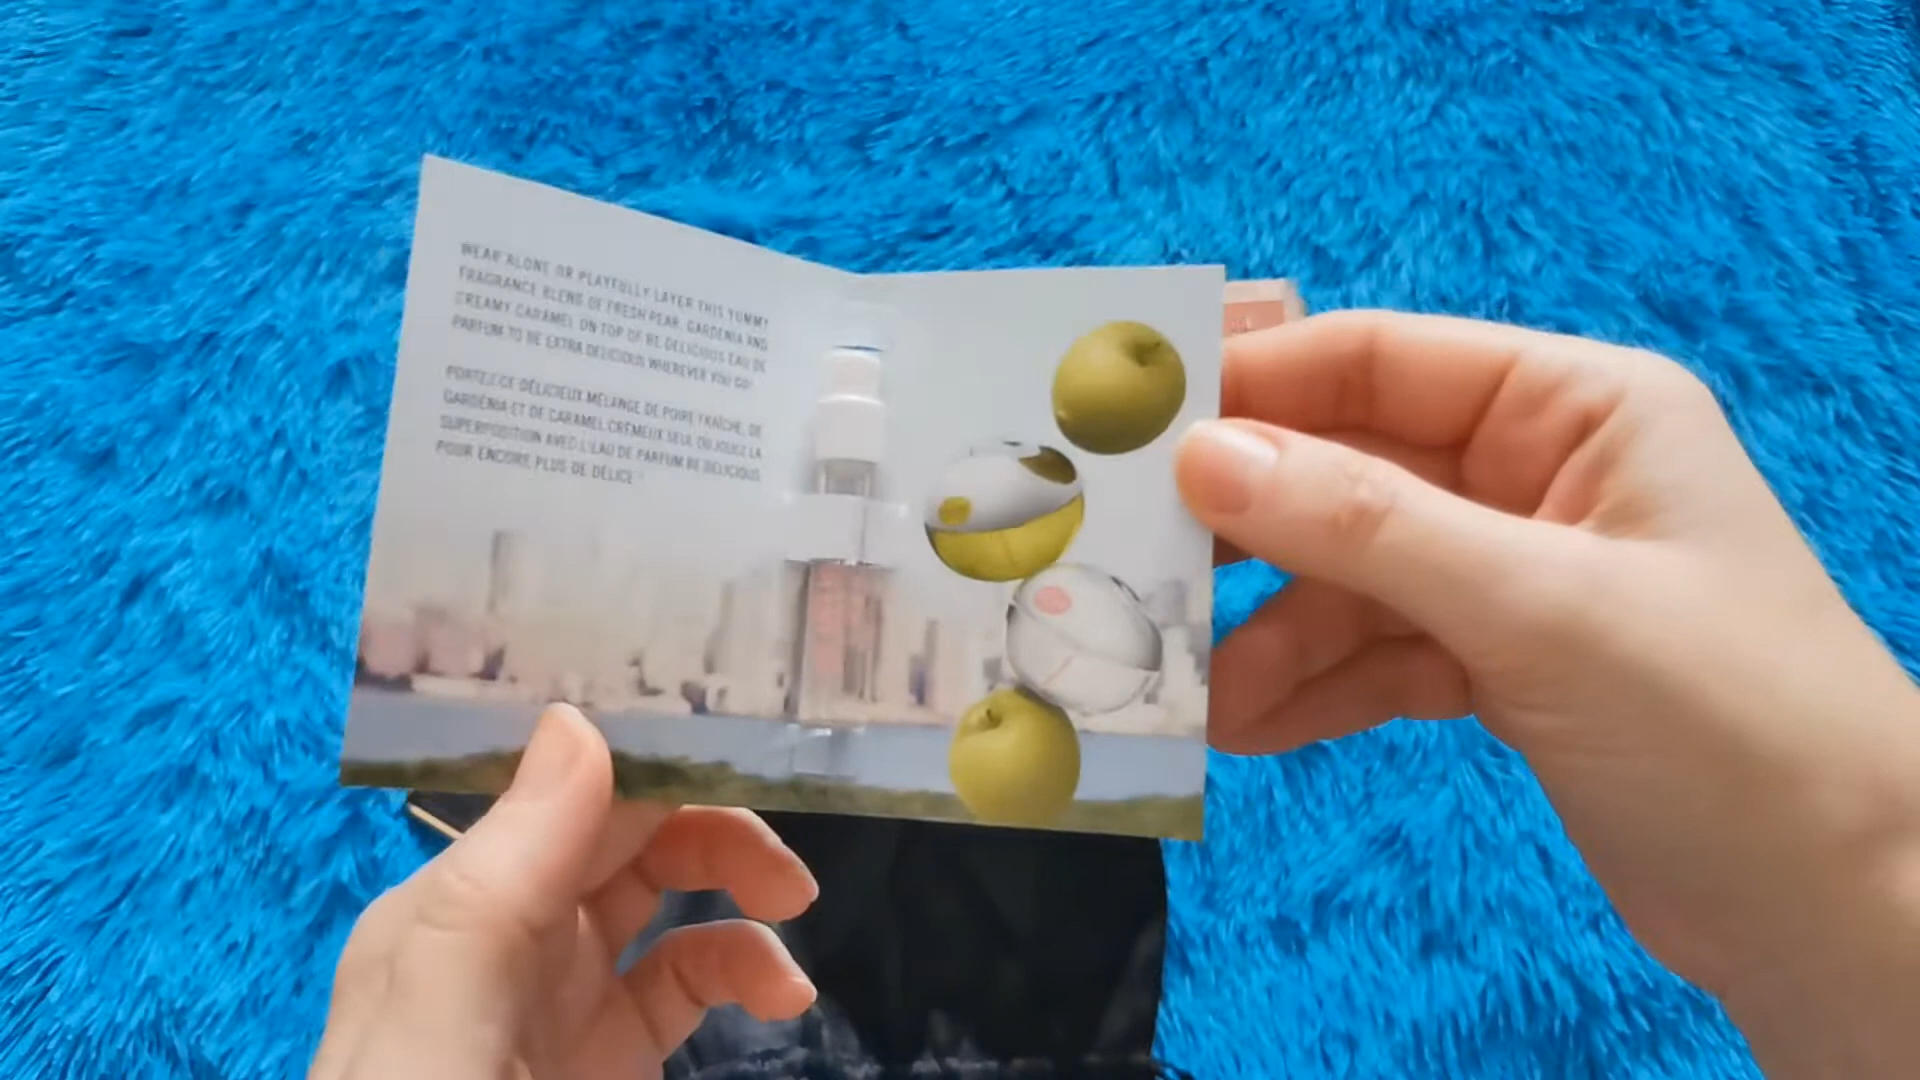 WEAR ALONE OR PLAYFULLY LAYER THIS YUMMY
FRAGRANCE BLEND OF FRESH PEAR, GARDENIA AND
CREAMY CARAMEL ON TOP OF BE DELICIOUS EAU DE
PARFUM TO BE EXTRA DELICIOUS WHEREVER YOU GO!
PORTEZ CE DÉLICIEUX MÉLANGE DE POIRE FRAÎCHE, DE
GARDÉNIA ET DE CARAMEL CRÉMEUX SEUL OU JOUEZ LA
SUPERPOSITION AVEC L'EAU DE PARFUM BE DELICIOUS
POUR ENCORE PLUS DE DÉLICE